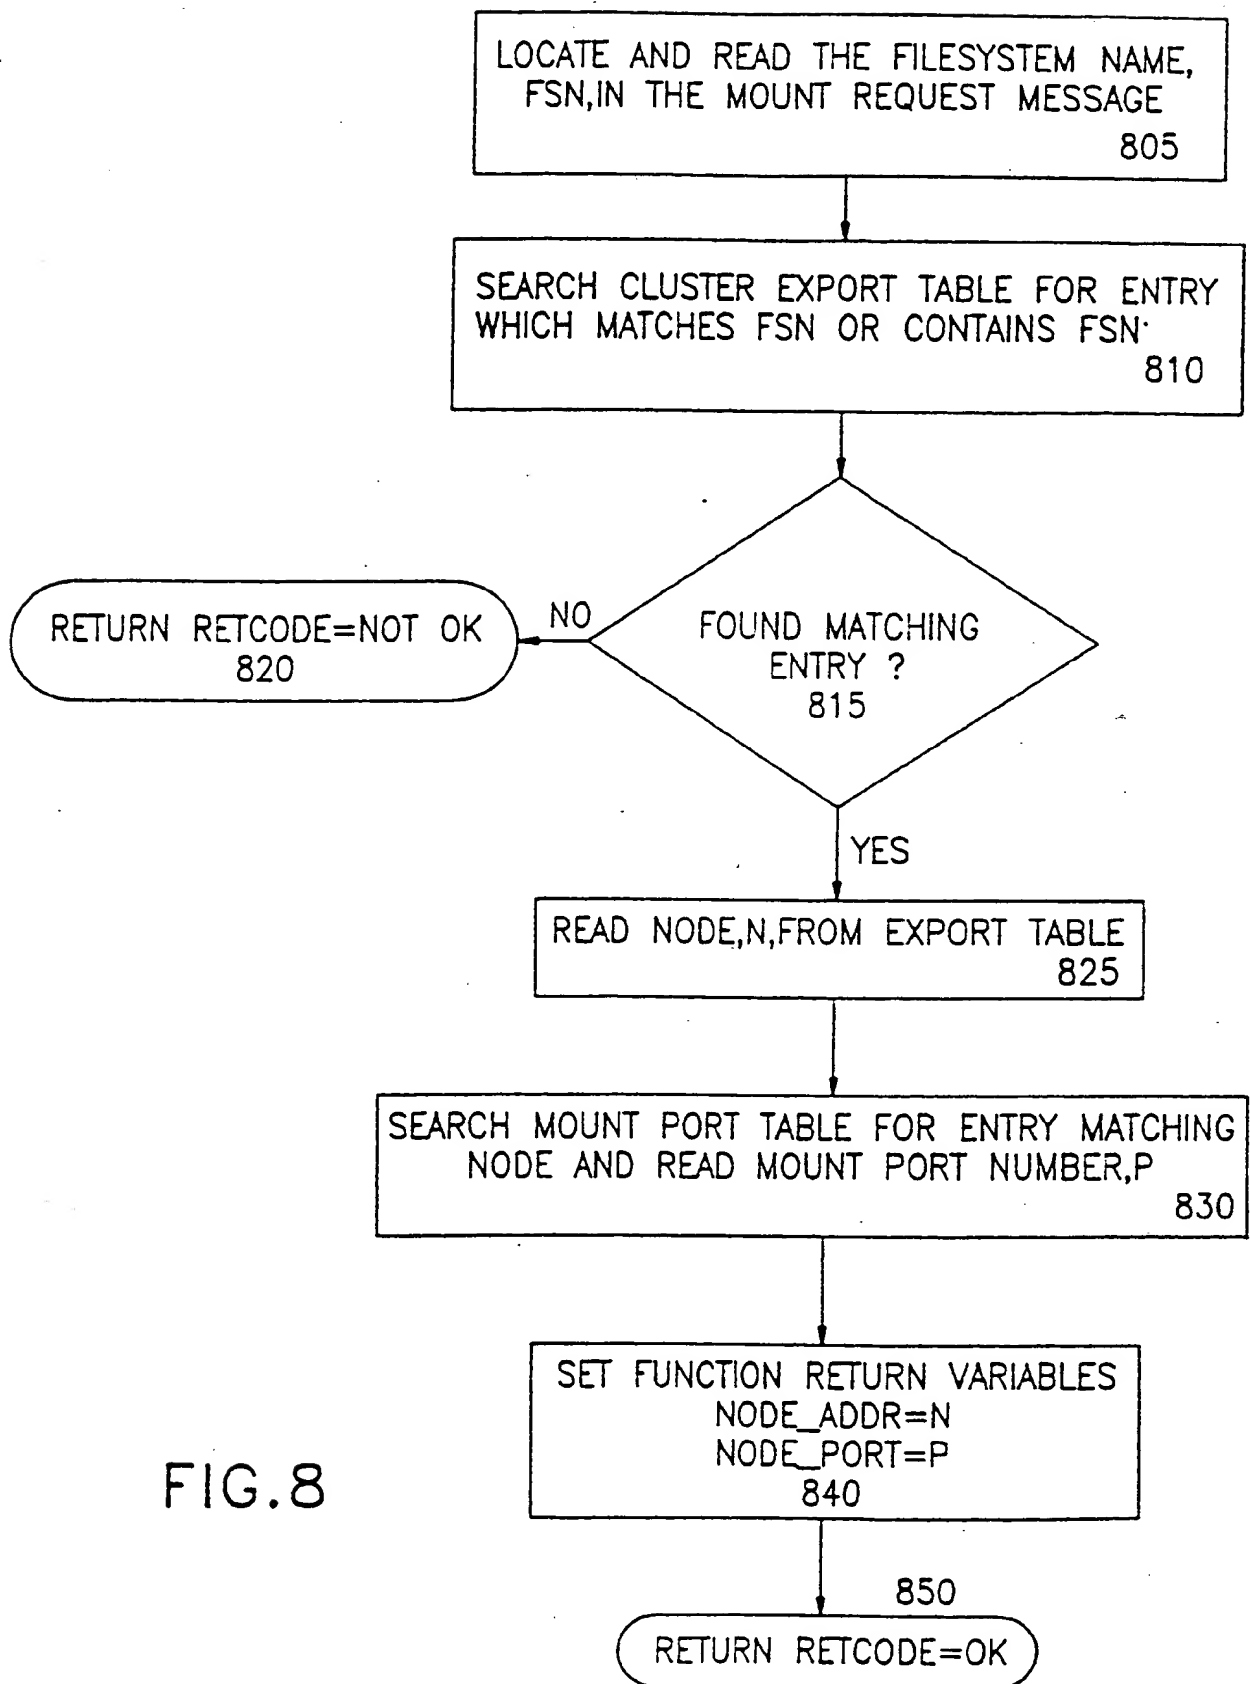 LOCATE AND READ THE FILESYSTEM NAME,
FSN,IN THE MOUNT REQUEST MESSAGE
805
SEARCH CLUSTER EXPORT TABLE FOR ENTRY
WHICH MATCHES FSN OR CONTAINS FSN
810
FOUND MATCHING
ENTRY ?
815
NO
RETURN RETCODE=NOT OK
820
YES
READ NODE,N,FROM EXPORT TABLE
825
SEARCH MOUNT PORT TABLE FOR ENTRY MATCHING
NODE AND READ MOUNT PORT NUMBER,P
830
SET FUNCTION RETURN VARIABLES
NODE_ADDR=N
NODE_PORT=P
840
850
RETURN RETCODE=OK
FIG.8